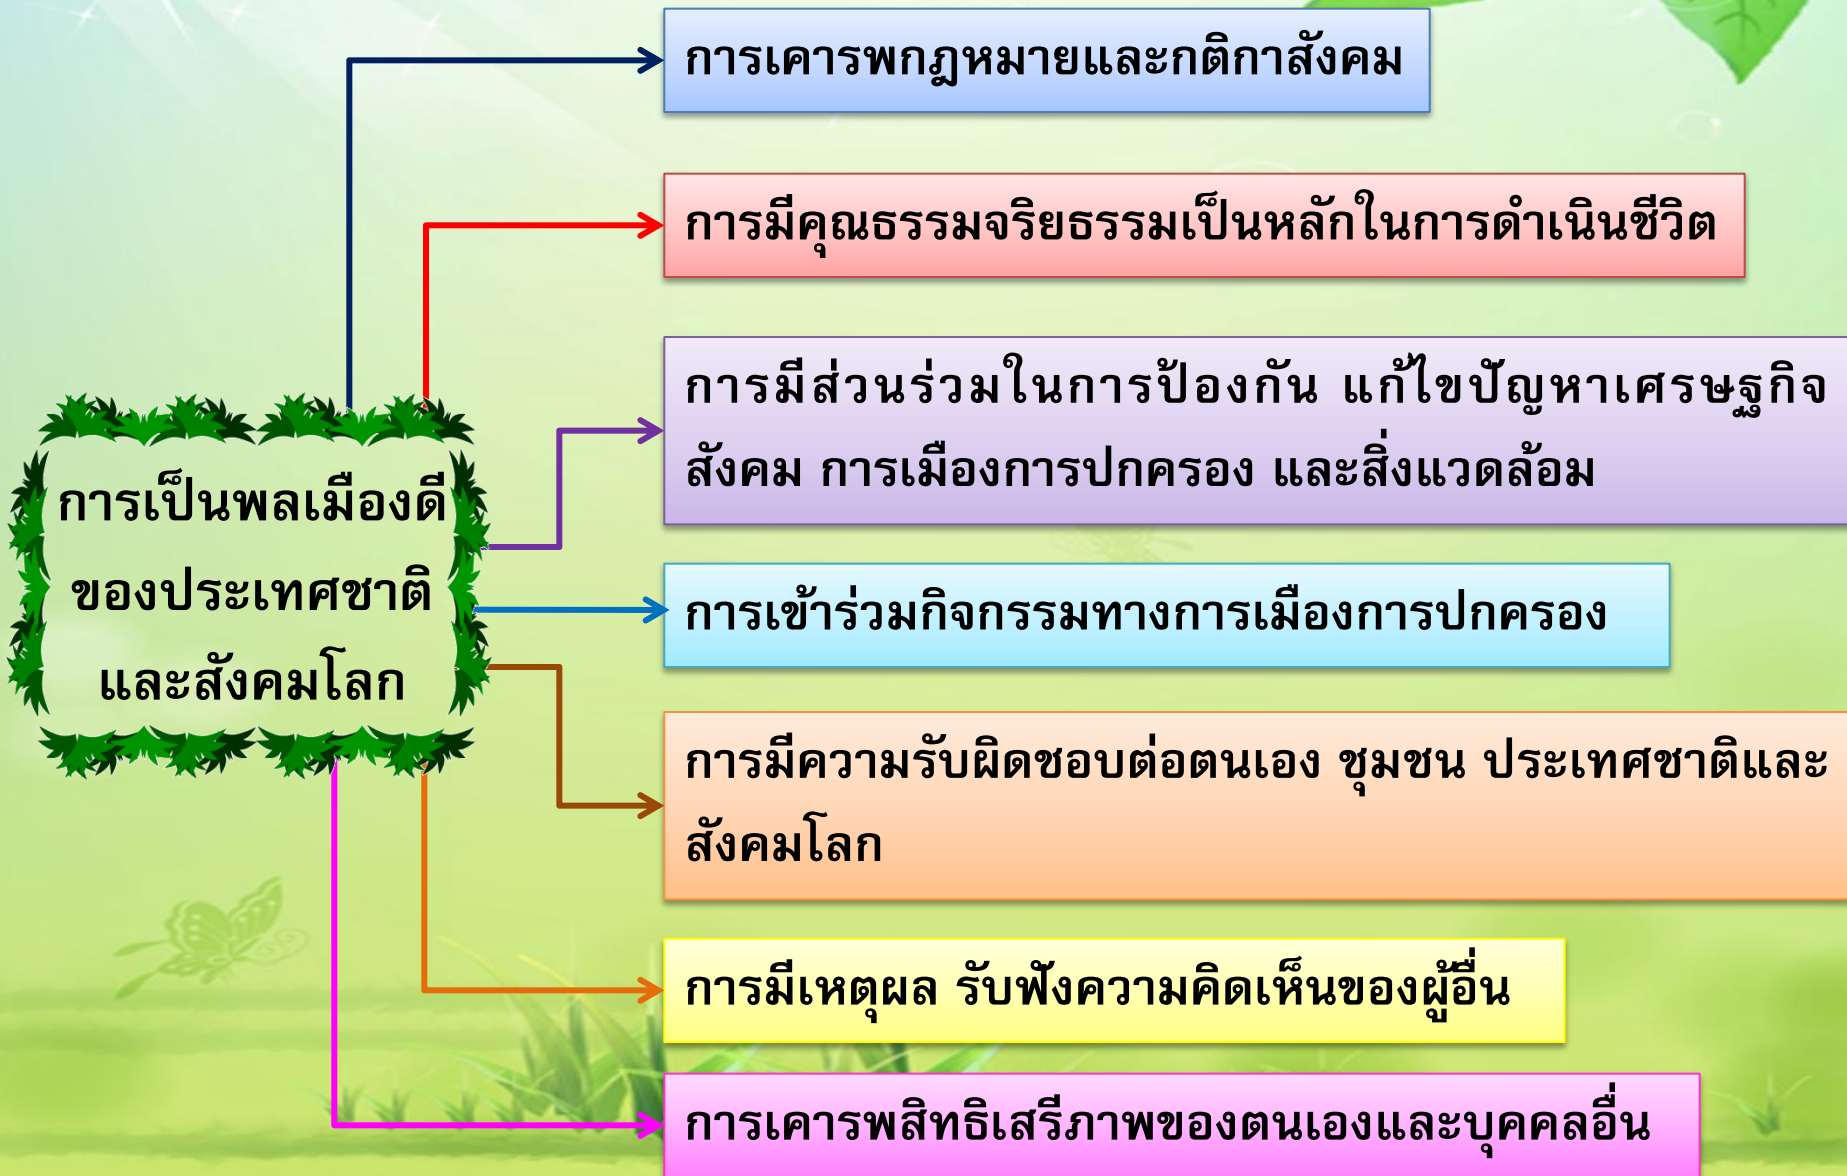 การเคารพกฎหมายและกติกาสังคม
การมีคุณธรรมจริยธรรมเป็นหลักในการดำเนินชีวิต
การมีส่วนร่วมในการป้องกัน แก้ไขปัญหาเศรษฐกิจ
สังคม การเมืองการปกครอง และสิ่งแวดล้อม
การเป็นพลเมืองดี
ของประเทศชาติ
และสังคมโลก
การเข้าร่วมกิจกรรมทางการเมืองการปกครอง
การมีความรับผิดชอบต่อตนเอง ชุมชน ประเทศชาติและ
สังคมโลก
การมีเหตุผล รับฟังความคิดเห็นของผู้อื่น
การเคารพสิทธิเสรีภาพของตนเองและบุคคลอื่น